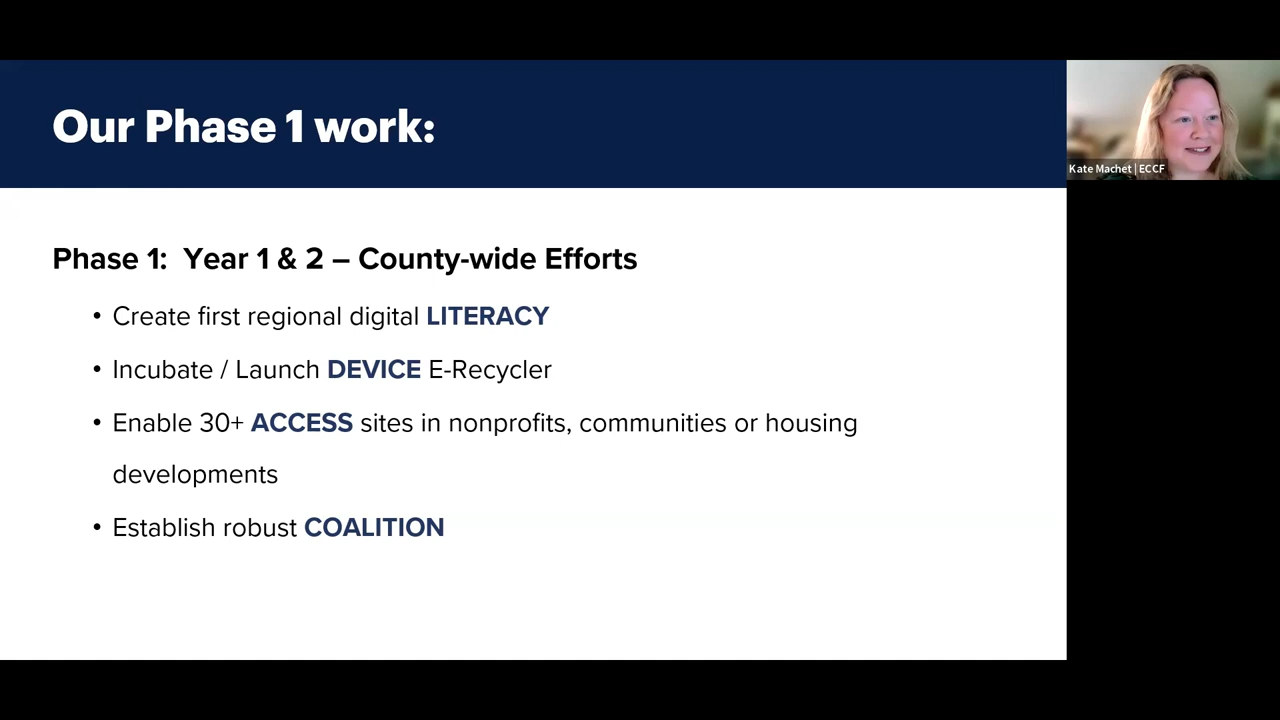 Our Phase 1 work:
Kate Machet | ECCF
Phase 1:  Year 1 & 2 – County-wide Efforts
• Create first regional digital LITERACY
• Incubate / Launch DEVICE E-Recycler
• Enable 30+ ACCESS sites in nonprofits, communities or housing
developments
• Establish robust COALITION